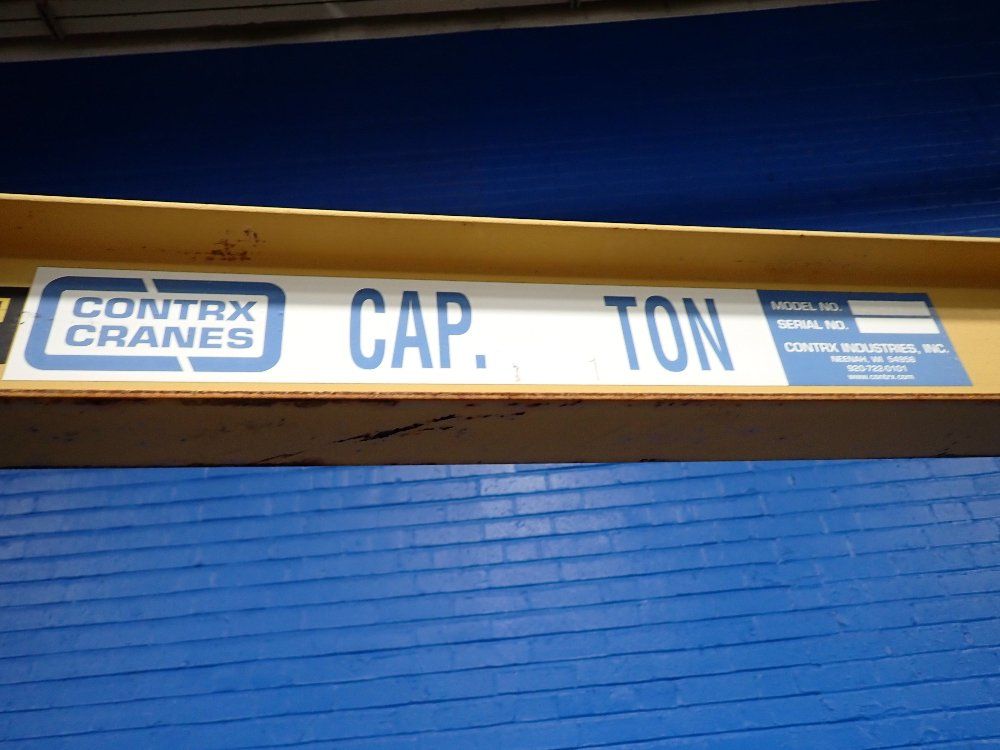 CONTRX
CRANES
CAP. TON
MODEL NO.
SERIAL NO.
CONTRX INDUSTRIES, INC.
NEENAH, WI 54956
920-722-0101
www.contrx.com